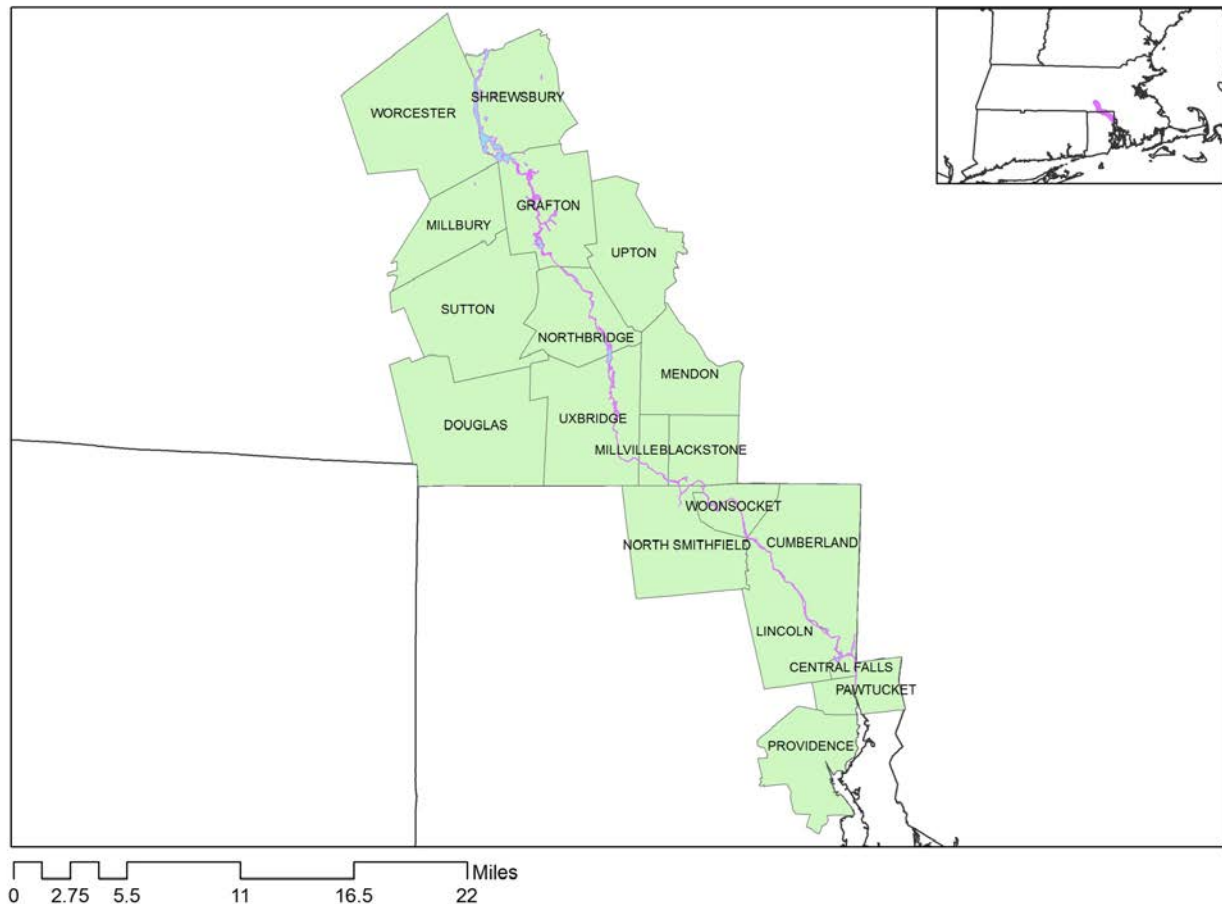 SHREWSBURY
WORCESTER
GRAFTON
MILLBURY
UPTON
SUTTON
NORTHBRIDGE
MENDON
UXBRIDGE
DOUGLAS
MILLVILLE
BLACKSTONE
WOONSOCKET
NORTH SMITHFIELD
CUMBERLAND
LINCOLN
CENTRAL FALLS
PAWTUCKET
PROVIDENCE
Miles
0 2.75 5.5 11 16.5 22